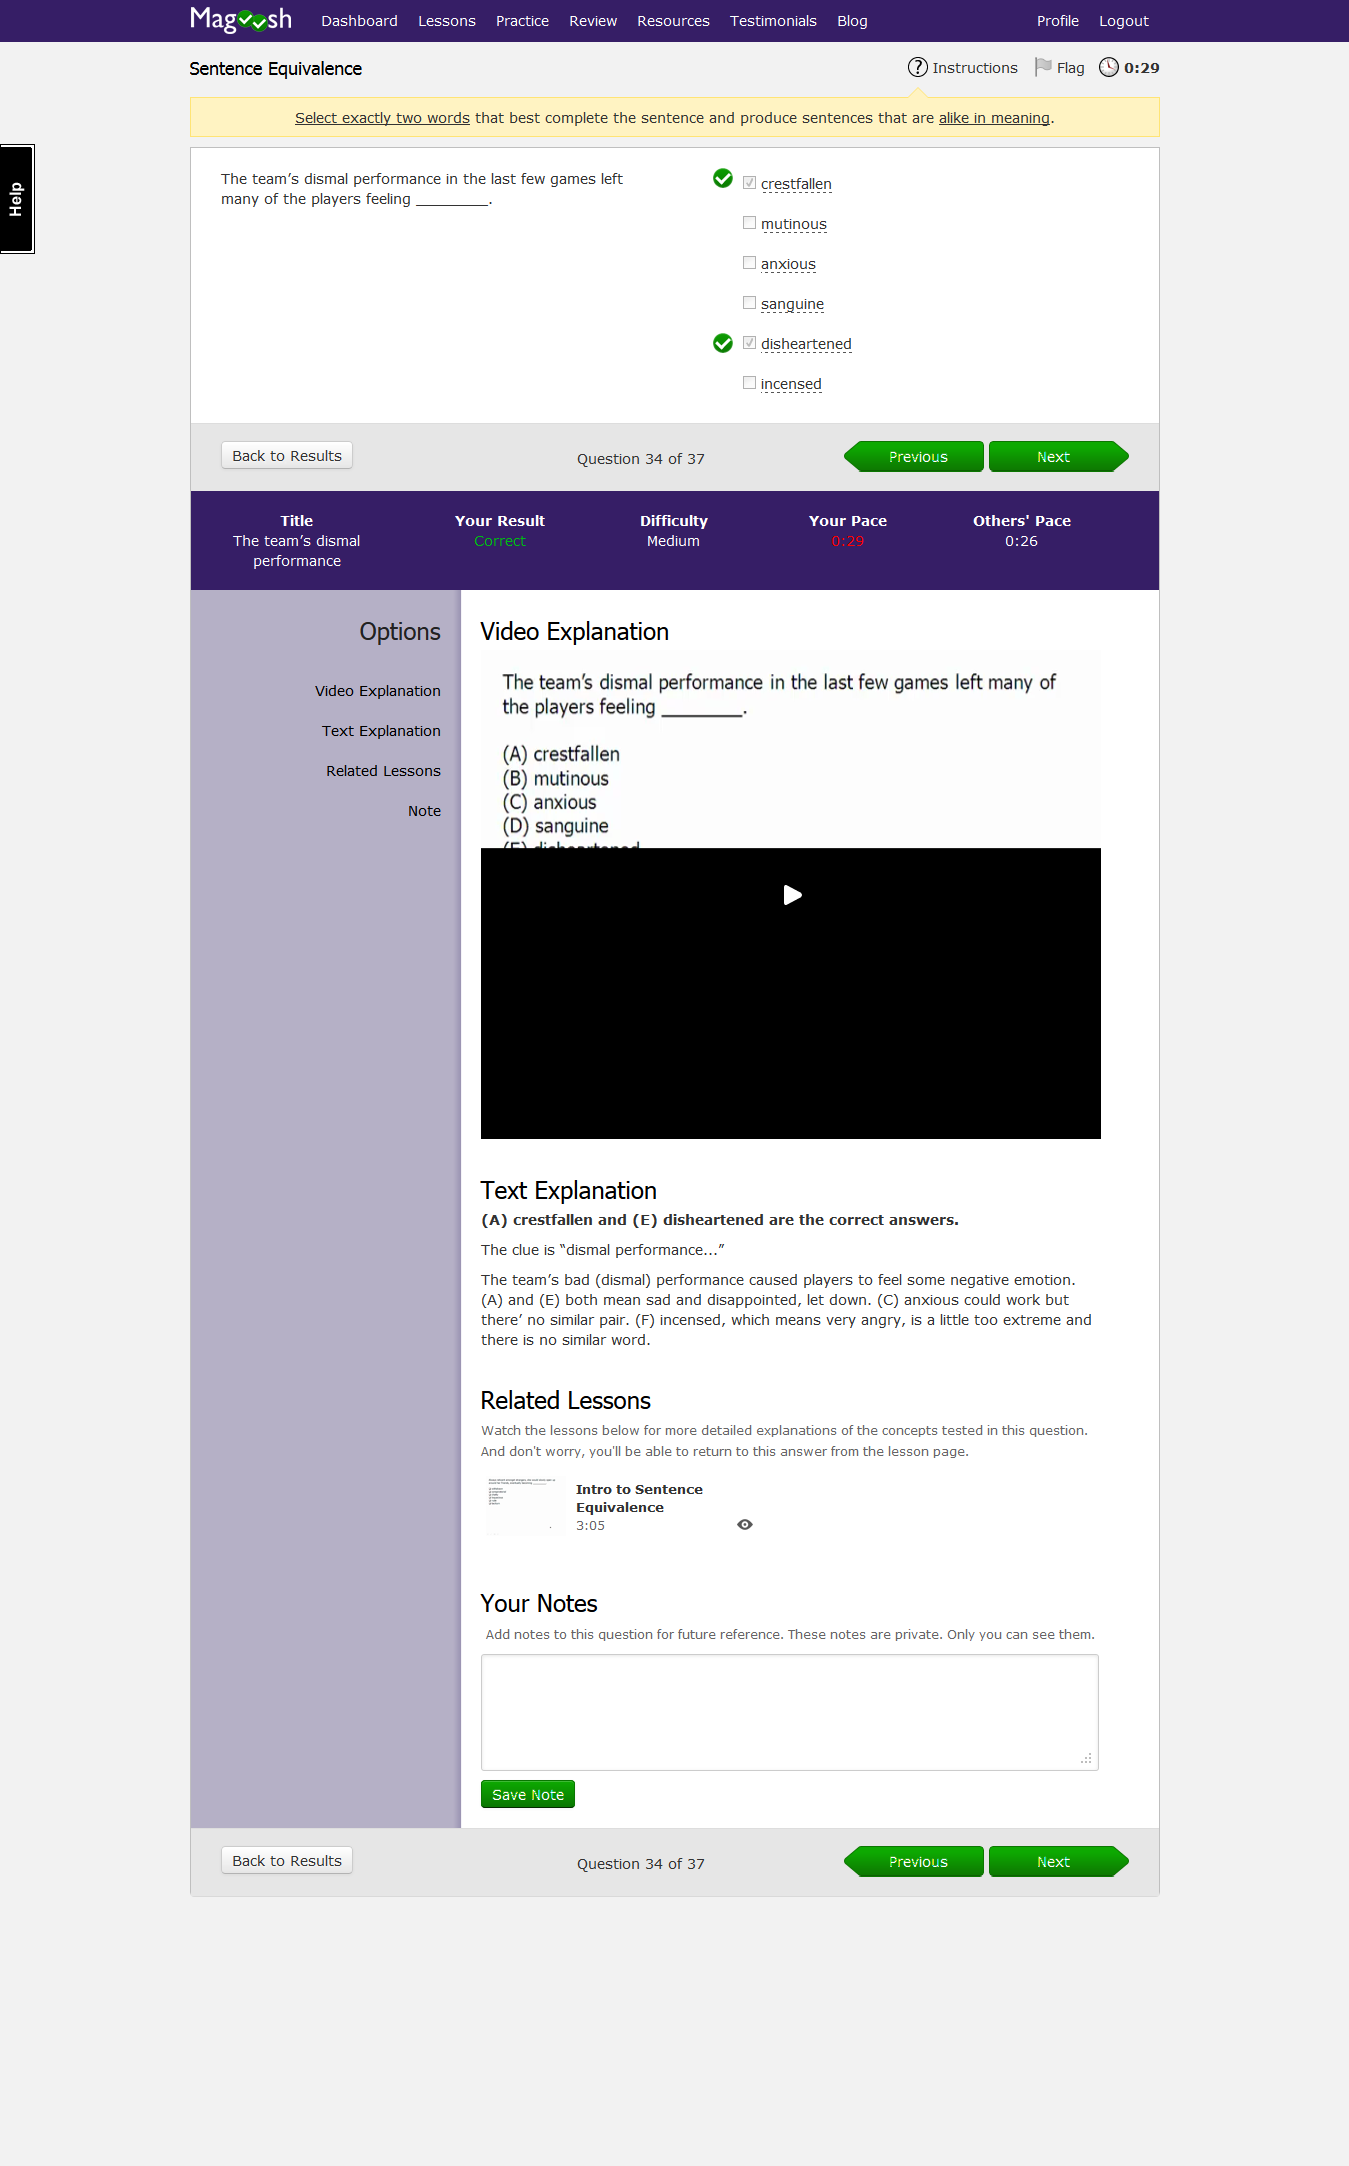 Magoosh Dashboard Lessons Practice Review Resources Testimonials Blog Profile Logout
Sentence Equivalence
Instructions Flag 0:29
Select exactly two words that best complete the sentence and produce sentences that are alike in meaning.
Help
The team’s dismal performance in the last few games left
many of the players feeling _________.
crestfallen
mutinous
anxious
sanguine
disheartened
incensed
Back to Results Question 34 of 37 Previous Next
Title Your Result Difficulty Your Pace Others' Pace
The team’s dismal Correct Medium 0:29 0:26
performance
Options
Video Explanation
Text Explanation
Related Lessons
Note
Video Explanation
The team’s dismal performance in the last few games left many of
the players feeling ________.
(A) crestfallen
(B) mutinous
(C) anxious
(D) sanguine
(E) disheartened
Text Explanation
(A) crestfallen and (E) disheartened are the correct answers.
The clue is “dismal performance...”
The team’s bad (dismal) performance caused players to feel some negative emotion.
(A) and (E) both mean sad and disappointed, let down. (C) anxious could work but
there’ no similar pair. (F) incensed, which means very angry, is a little too extreme and
there is no similar word.
Related Lessons
Watch the lessons below for more detailed explanations of the concepts tested in this question.
And don't worry, you'll be able to return to this answer from the lesson page.
Intro to Sentence
Equivalence
3:05
Your Notes
Add notes to this question for future reference. These notes are private. Only you can see them.
Save Note
Back to Results Question 34 of 37 Previous Next